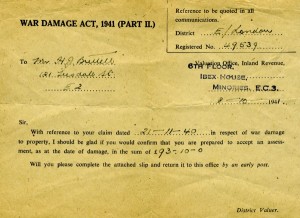 WAR DAMAGE ACT, 1941 (PART II.)
Reference to be quoted in all
communications.
District E/London
Registered No. 49539
To Mr H.J.
E 2
Valuation Office, Inland Revenue,
6TH FLOOR,
IBEX HOUSE,
MINORIES, E.C.3.
10 1941.
Sir,
With reference to your claim dated 21-11-40 in respect of war
damage to property, I should be glad if you would confirm that you are prepared to accept an
assessment, as at the date of damage, in the sum of £93-10-0
Will you please complete the attached slip and return it to this office by an early post.
District Valuer.